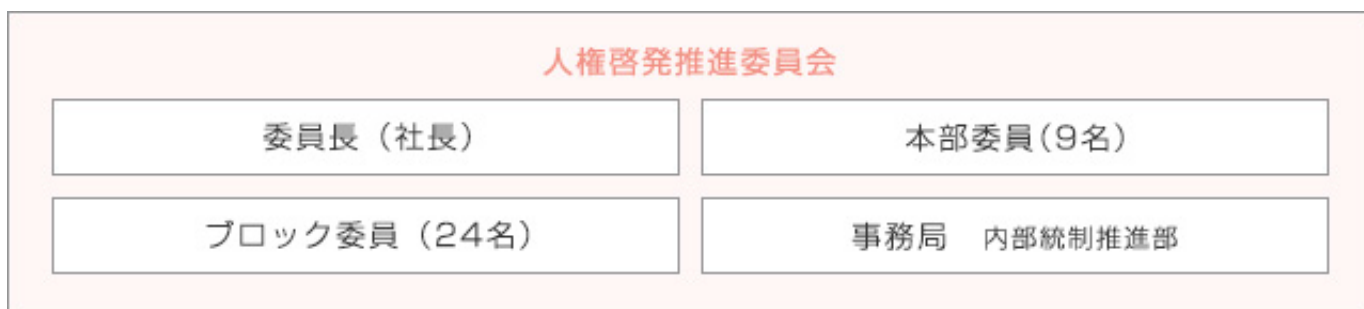 人権啓発推進委員会
委員長（社長）
本部委員（9名）
ブロック委員（24名）
事務局　内部統制推進部